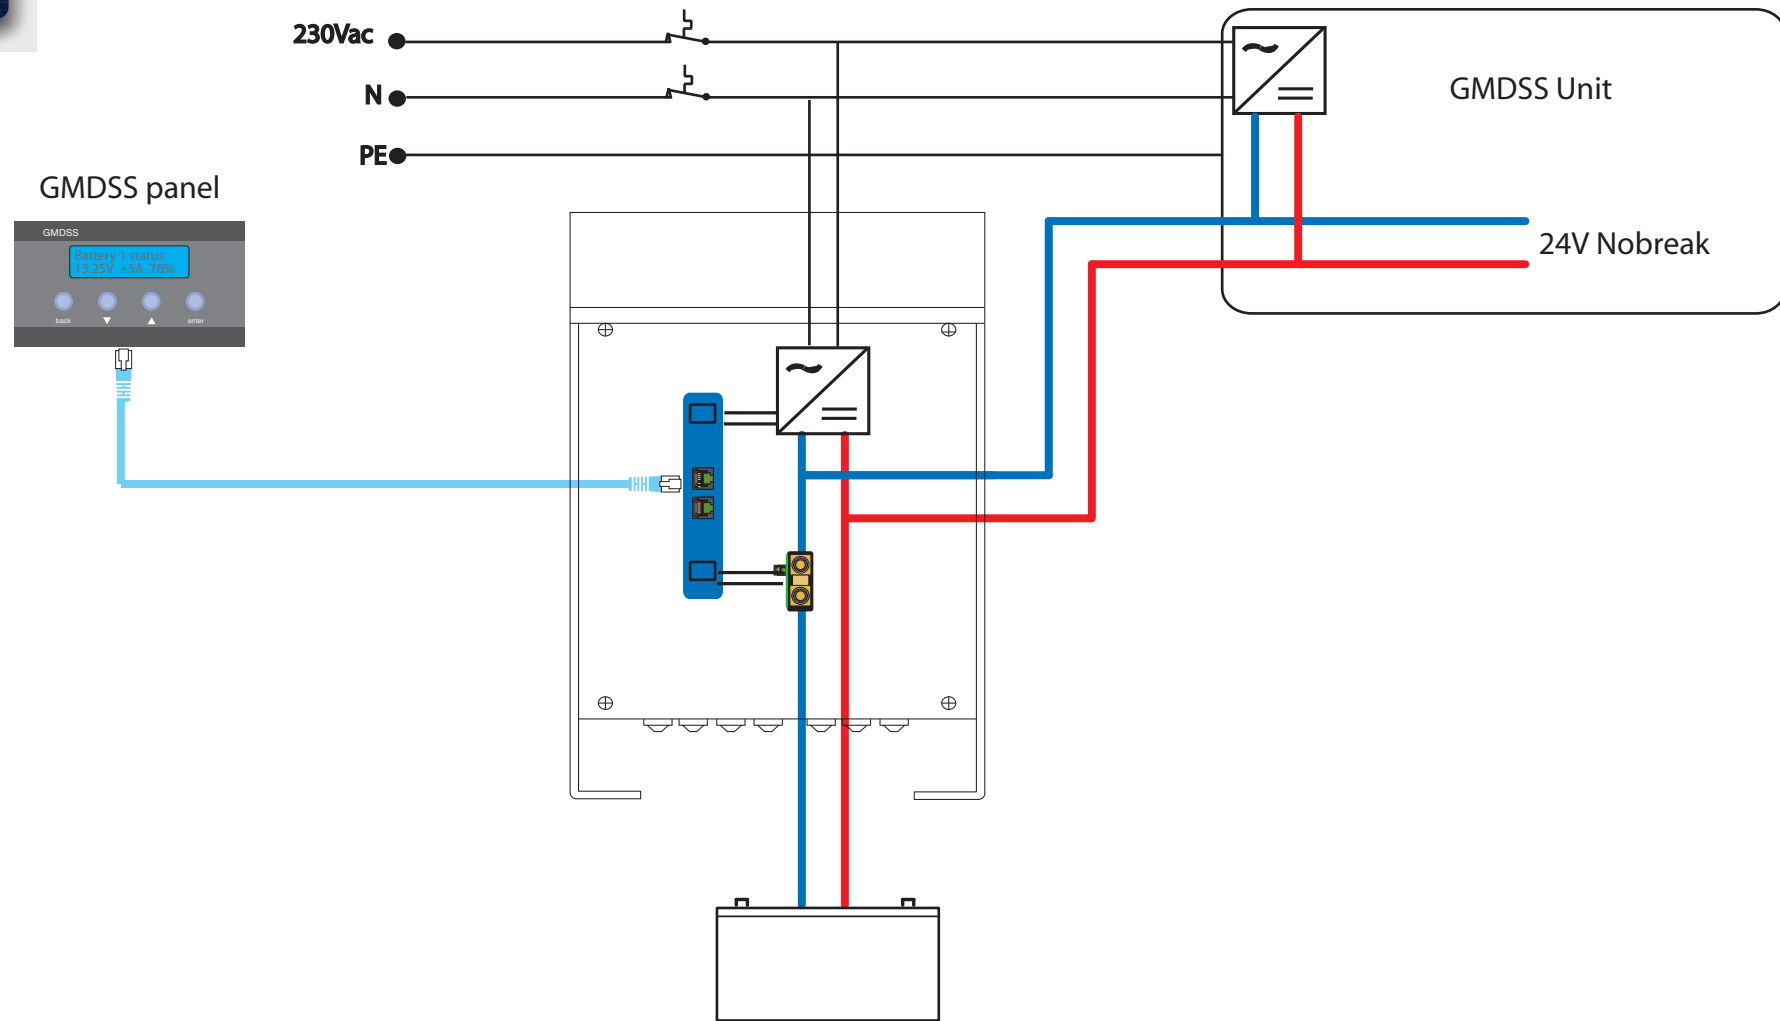 230Vac
N
PE
GMDSS Unit
GMDSS panel
GMDSS
Battery 1 status
13.25V +5A 78%
back
enter
24V Nobreak